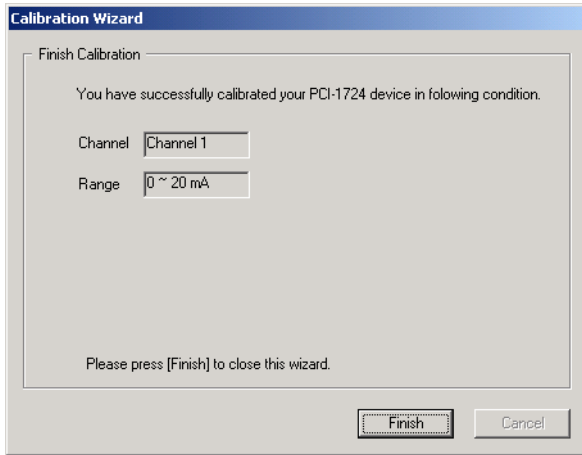 Calibration Wizard
Finish Calibration
You have successfully calibrated your PCI-1724 device in folowing condition.
Channel Channel 1
Range 0 ~ 20 mA
Please press [Finish] to close this wizard.
Finish Cancel